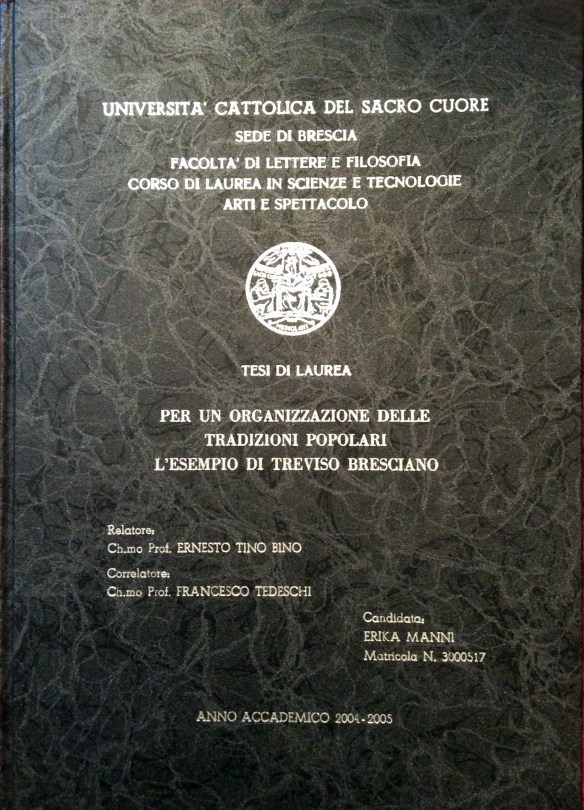 UNIVERSITA' CATTOLICA DEL SACRO CUORE
SEDE DI BRESCIA
FACOLTA' DI LETTERE E FILOSOFIA
CORSO DI LAUREA IN SCIENZE E TECNOLOGIE
ARTI E SPETTACOLO
TESI DI LAUREA
PER UN ORGANIZZAZIONE DELLE
TRADIZIONI POPOLARI
L'ESEMPIO DI TREVISO BRESCIANO
Relatore:
Ch.mo Prof. ERNESTO TINO BINO
Correlatore:
Ch.mo Prof. FRANCESCO TEDESCHI
Candidata:
ERIKA MANNI
Matricola N. 3000517
ANNO ACCADEMICO 2004-2005